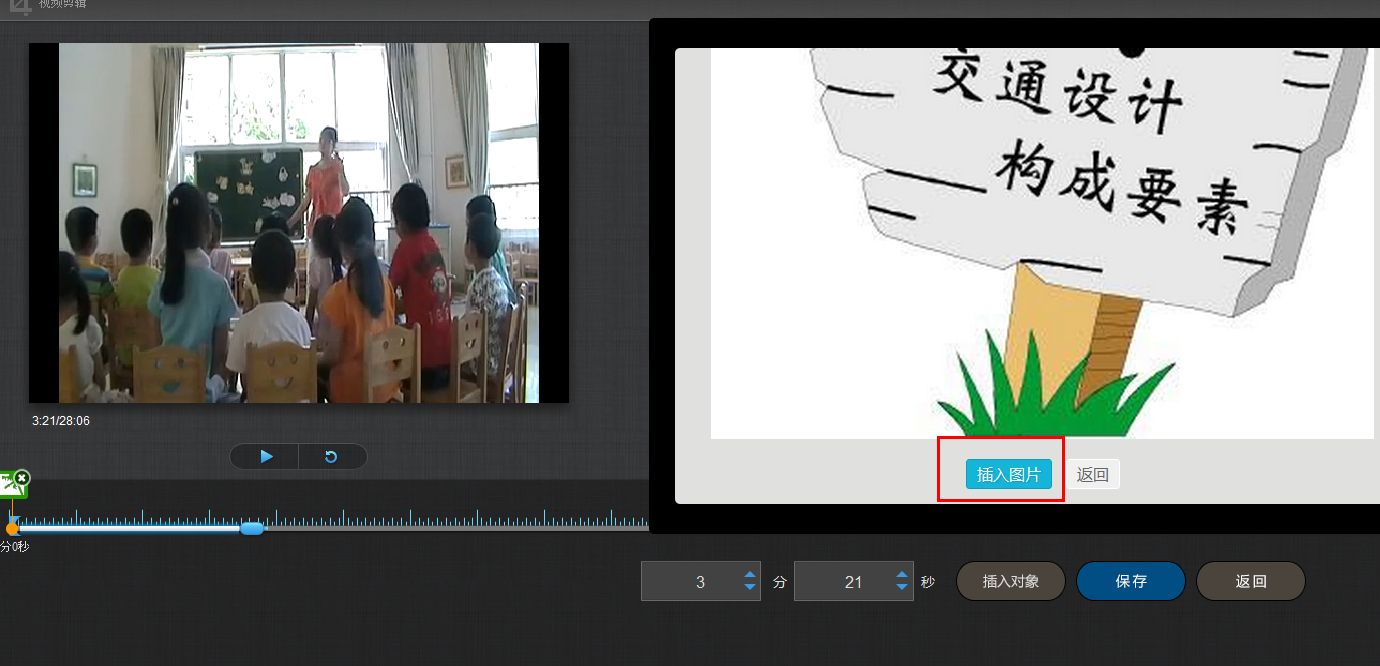 视频剪辑
交通设计
构成要素
3:21/28:06
插入图片
返回
分0秒
3
分
21
秒
插入对象
保存
返回